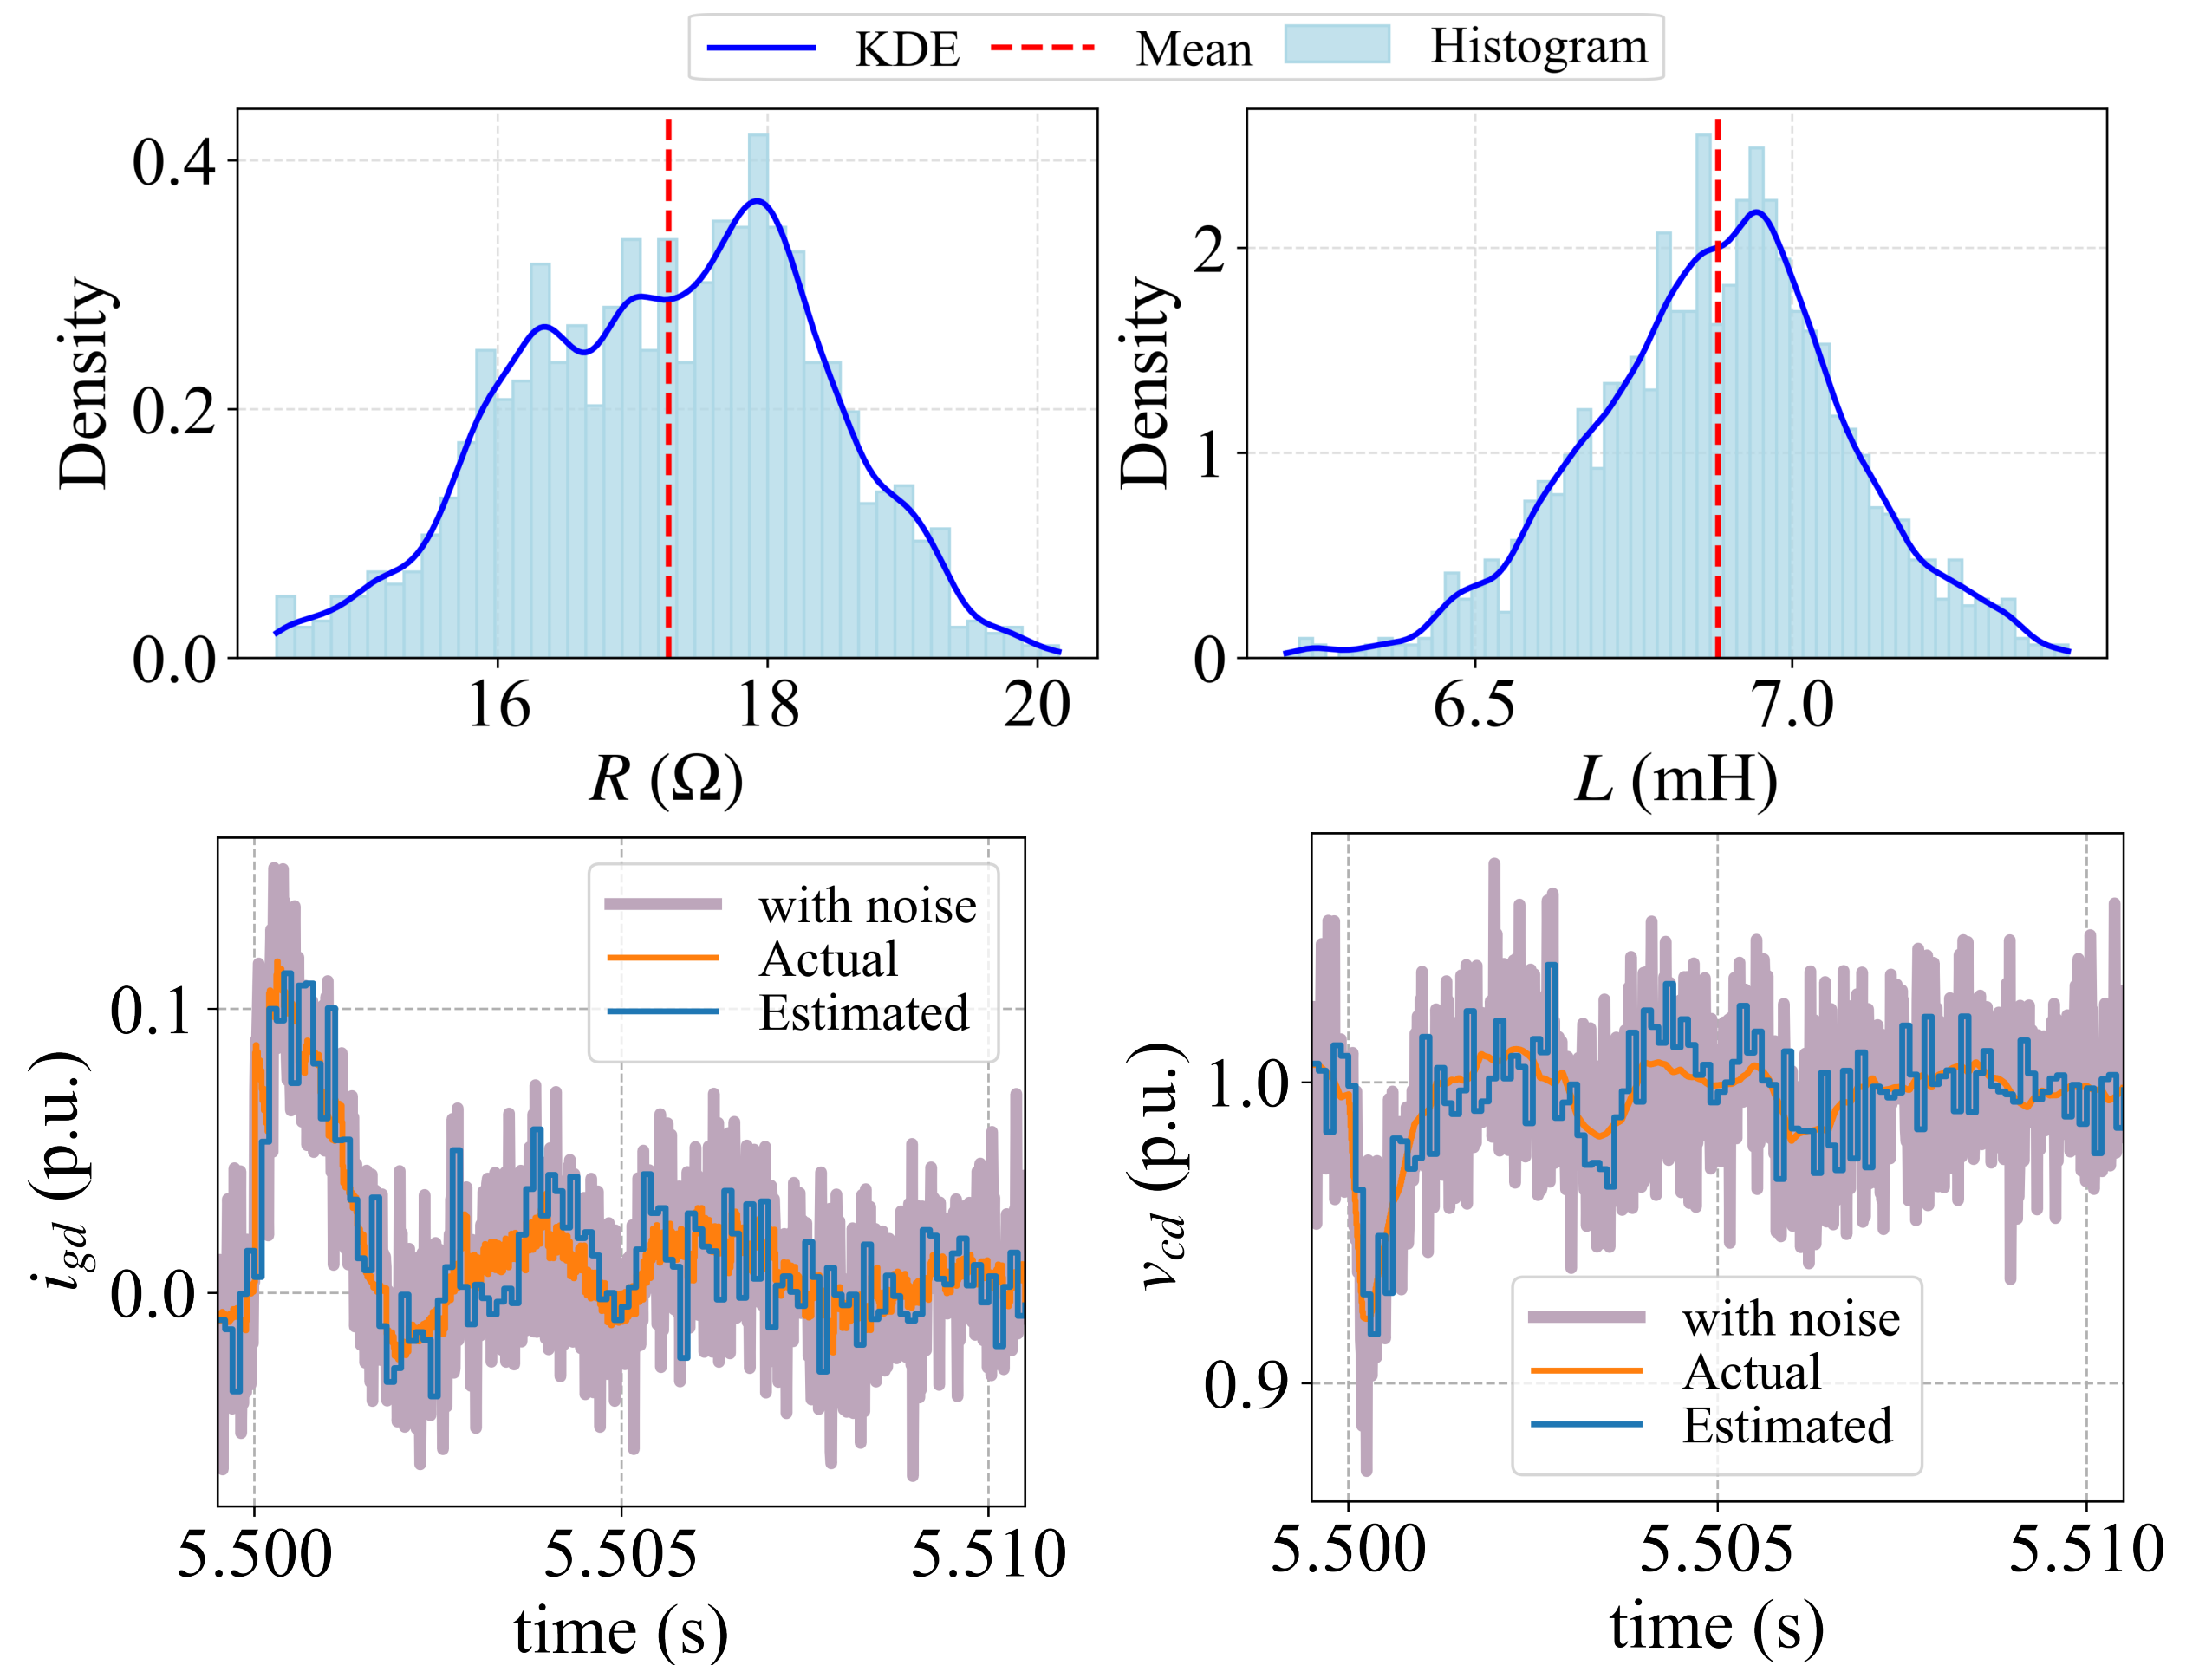 KDE Mean Histogram
Density
0.4
0.2
0.0
16 18 20
R (Ω)
Density
2
1
0
6.5 7.0
L (mH)
i_gd (p.u.)
0.1
0.0
with noise
Actual
Estimated
5.500 5.505 5.510
time (s)
v_cd (p.u.)
1.0
0.9
with noise
Actual
Estimated
5.500 5.505 5.510
time (s)